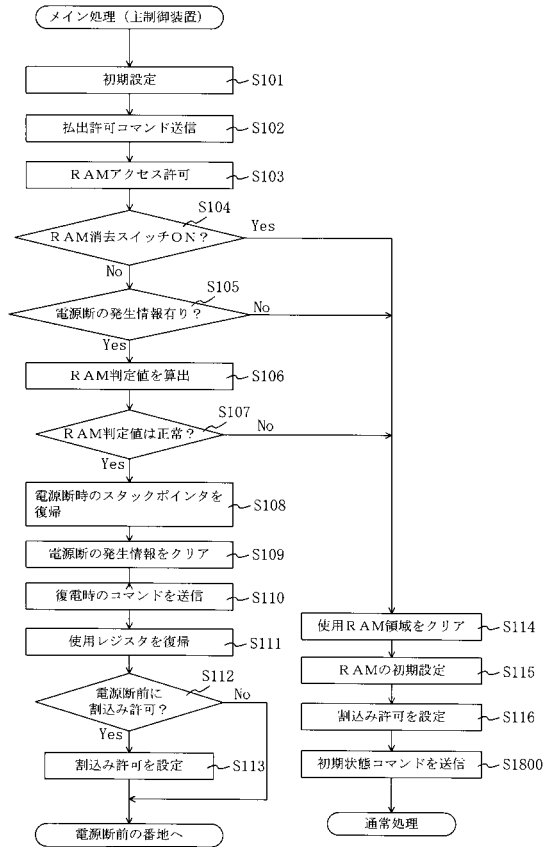 メイン処理（主制御装置）
初期設定
S101
払出許可コマンド送信
S102
ＲＡＭアクセス許可
S103
S104
ＲＡＭ消去スイッチＯＮ？
Yes
No
S105
電源断の発生情報有り？
No
Yes
ＲＡＭ判定値を算出
S106
S107
ＲＡＭ判定値は正常？
No
Yes
電源断時のスタックポインタを
復帰
S108
電源断の発生情報をクリア
S109
復電時のコマンドを送信
S110
使用レジスタを復帰
S111
S112
電源断前に
割込み許可？
No
Yes
割込み許可を設定
S113
電源断前の番地へ
使用ＲＡＭ領域をクリア
S114
ＲＡＭの初期設定
S115
割込み許可を設定
S116
初期状態コマンドを送信
S1800
通常処理